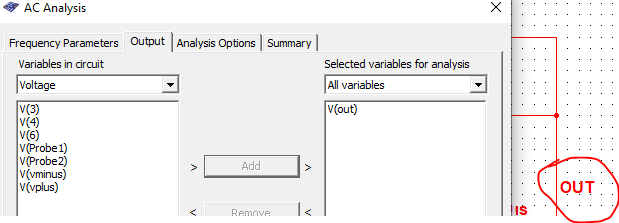 AC Analysis
Frequency Parameters Output Analysis Options Summary
Variables in circuit
Selected variables for analysis
Voltage
All variables
V(3)
V(4)
V(6)
V(Probe1)
V(Probe2)
V(vminus)
V(vplus)
V(out)
> Add >
< Remove <
OUT
IS